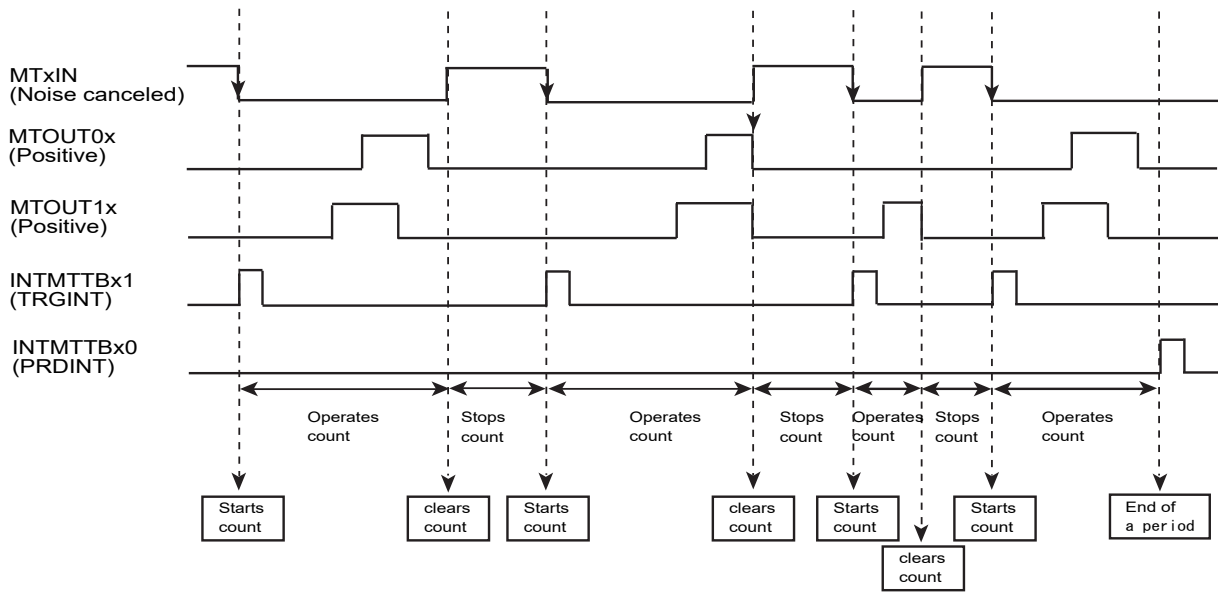 MTxIN
(Noise canceled)
MTOUT0x
(Positive)
MTOUT1x
(Positive)
INTMTTBx1
(TRGINT)
INTMTTBx0
(PRDINT)
Operates
count
Stops
count
Operates
count
Stops
count
Operates
count
Stops
count
Operates
count
Starts
count
clears
count
Starts
count
clears
count
Starts
count
clears
count
Starts
count
End of
a period